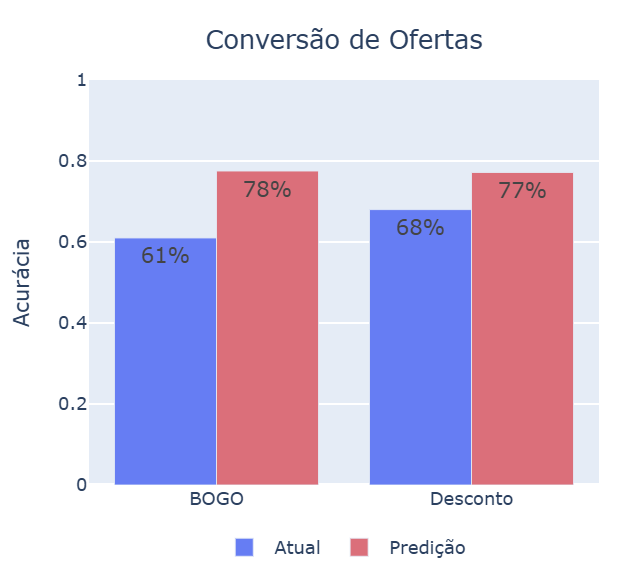 Conversão de Ofertas
Acurácia
1
0.8
0.6
0.4
0.2
0
61%
78%
68%
77%
BOGO
Desconto
Atual
Predição